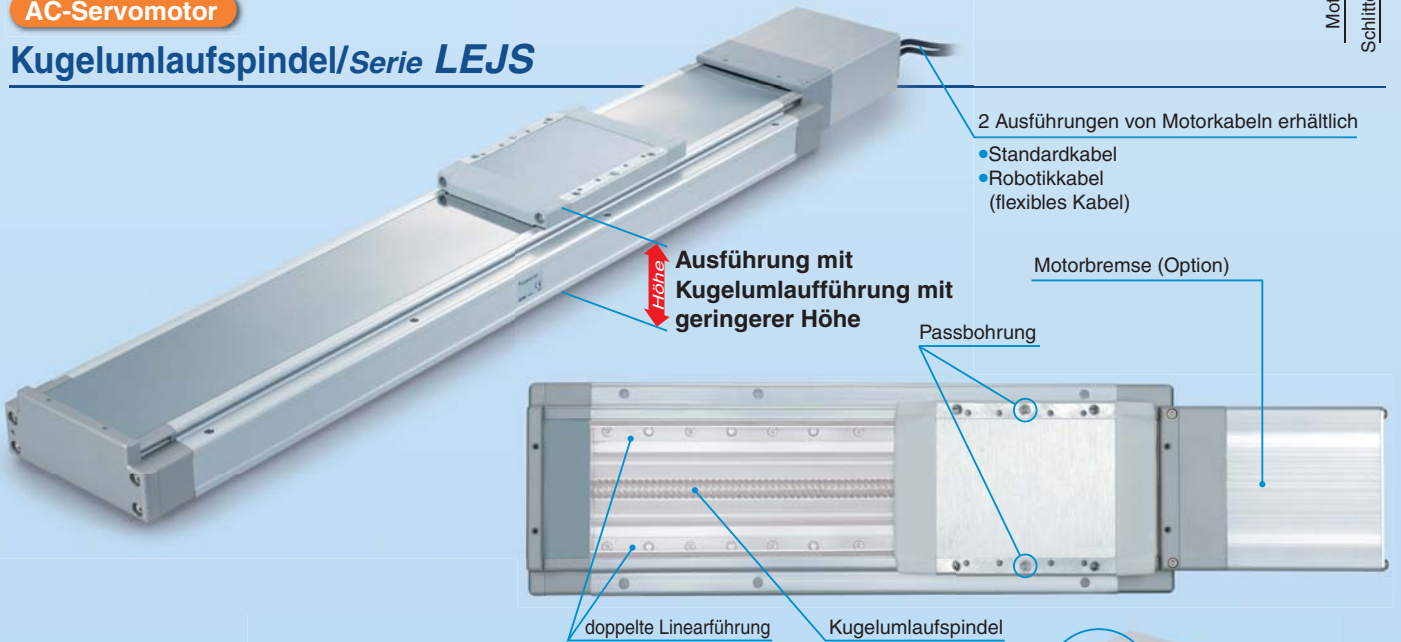 AC-Servomotor
Kugelumlaufspindel/Serie LEJS
2 Ausführungen von Motorkabeln erhältlich
•Standardkabel
•Robotikkabel
(flexibles Kabel)
Höhe
Ausführung mit
Kugelumlaufführung mit
geringerer Höhe
Motorbremse (Option)
Passbohrung
doppelte Linearführung
Kugelumlaufspindel